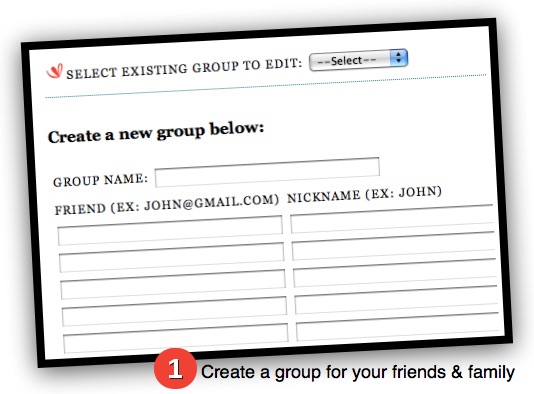 SELECT EXISTING GROUP TO EDIT: --Select--
Create a new group below:
GROUP NAME:
FRIEND (EX: JOHN@GMAIL.COM) NICKNAME (EX: JOHN)
1 Create a group for your friends & family